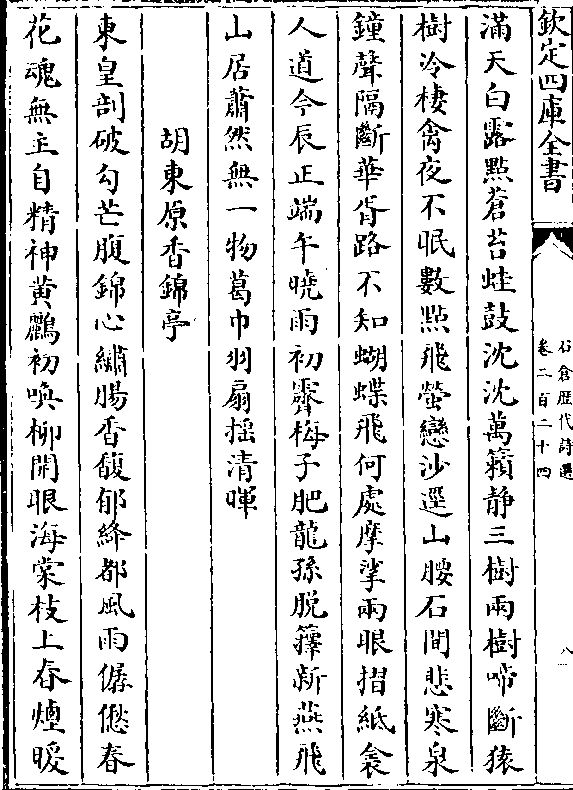 欽定四庫全書
石倉歷代詩選
卷二百二十四
八
滿天白露點蒼苔蛙鼓沈沈萬籟静三樹兩樹啼斷猿
樹冷棲禽夜不眠數點飛螢戀沙逕山腰石間悲寒泉
鐘聲隔斷華胥路不知蝴蝶飛何處摩挲兩眼摺紙衾
人道今辰正端午曉雨初霽梅子肥龍孫脱籜新燕飛
山居蕭然無一物葛巾羽扇揺清暉
胡東原香錦亭
東皇剖破勾芒腹錦心繡腸香馥郁絳都風雨僝僽春
花魂無主自精神黄鸝初喚柳開眼海棠枝上春煙暖